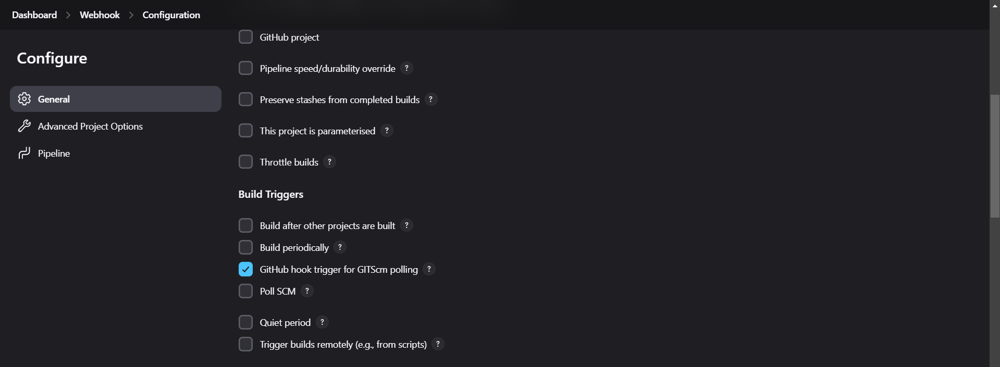 Dashboard > Webhook > Configuration
Configure
General
Advanced Project Options
Pipeline
GitHub project
Pipeline speed/durability override ?
Preserve stashes from completed builds ?
This project is parameterised ?
Throttle builds ?
Build Triggers
Build after other projects are built ?
Build periodically ?
GitHub hook trigger for GITScm polling ?
Poll SCM ?
Quiet period ?
Trigger builds remotely (e.g., from scripts) ?